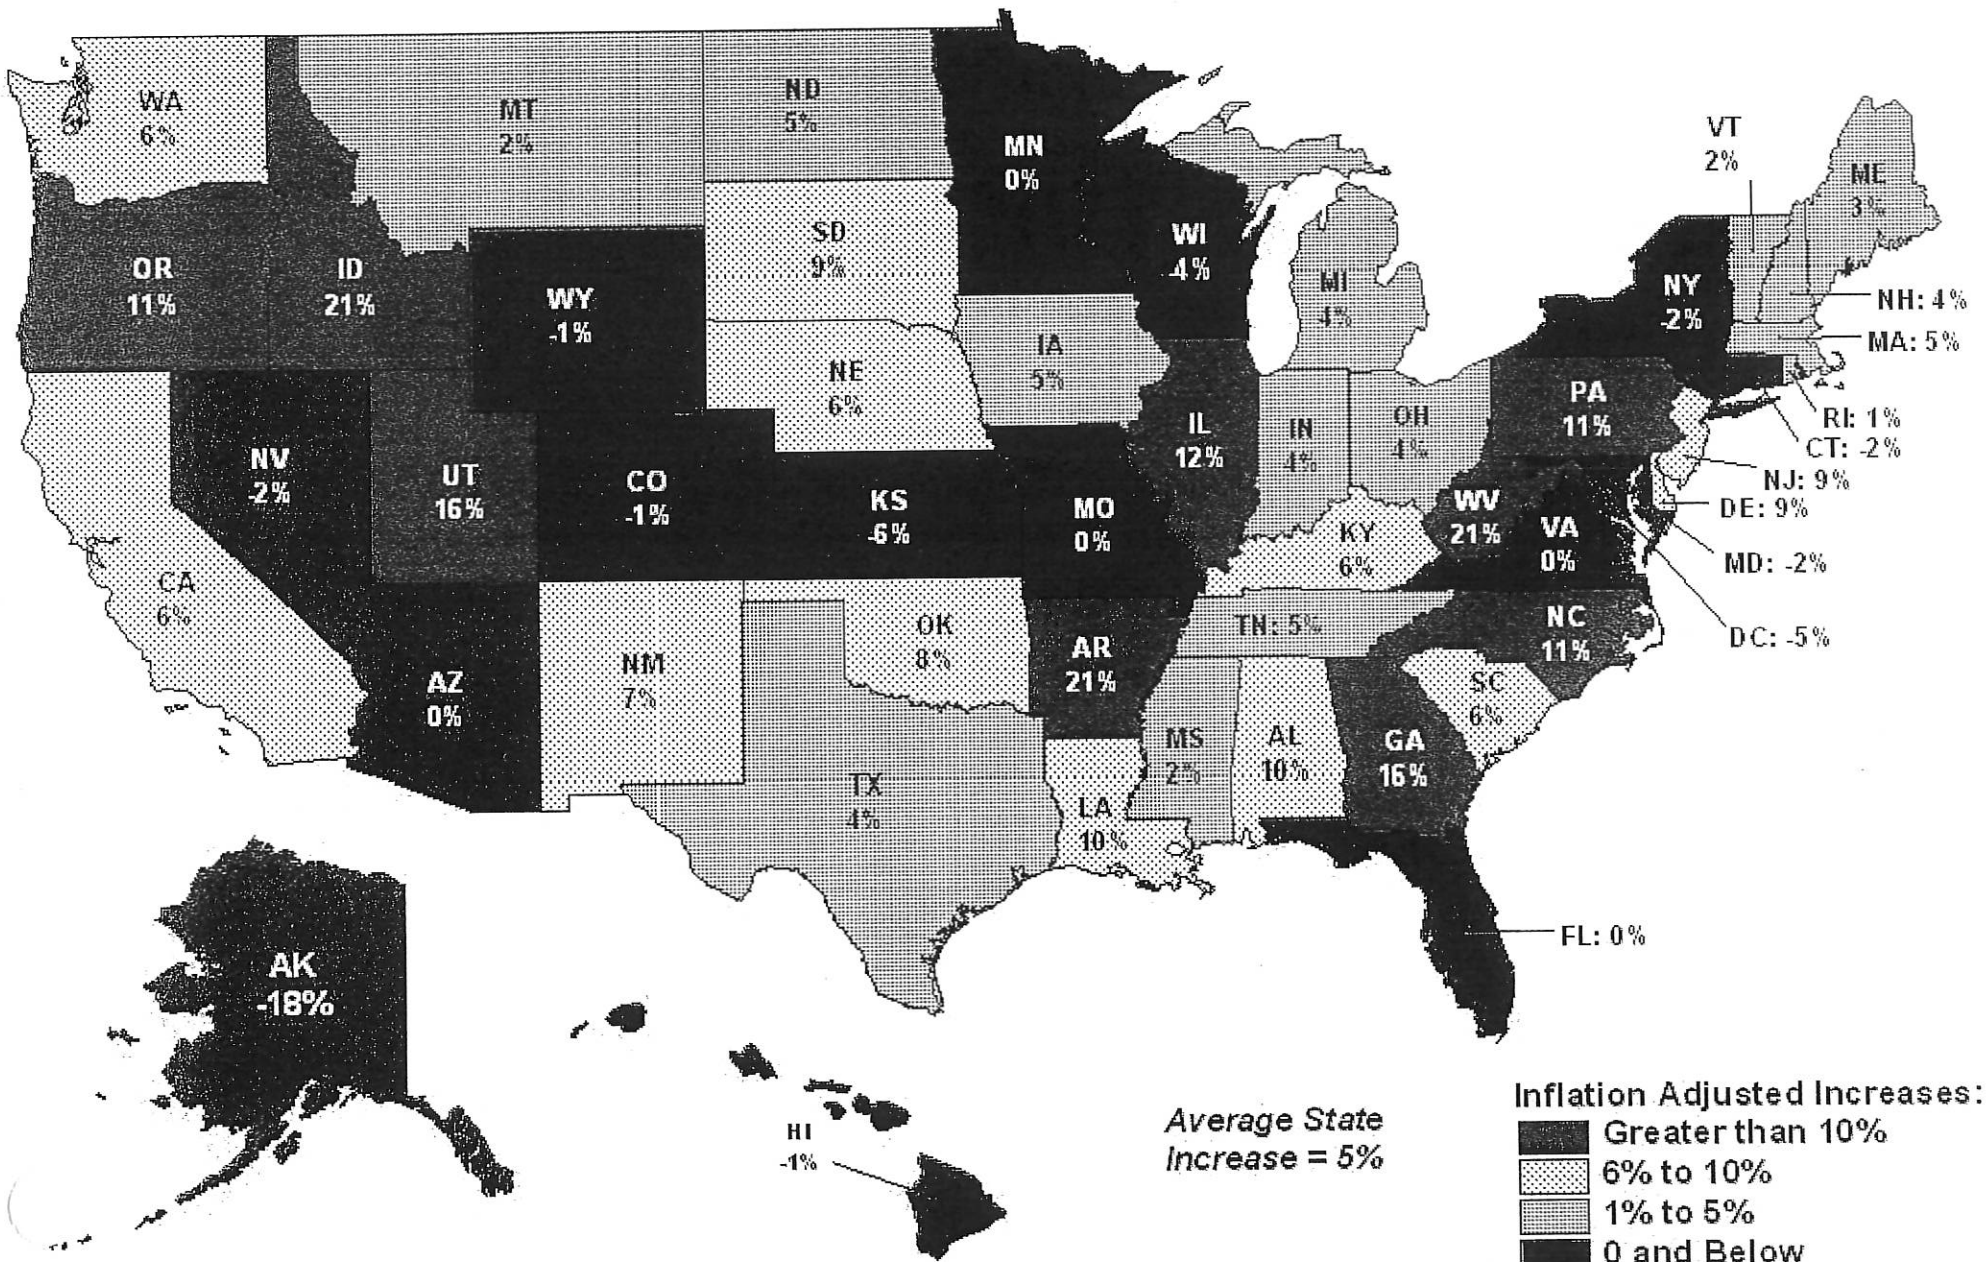 WA
6%
MT
2%
ND
5%
MN
0%
VT
2%
ME
3%
OR
11%
ID
21%
WY
-1%
SD
9%
WI
-4%
MI
4%
NY
-2%
NH: 4%
MA: 5%
NE
6%
IA
5%
IL
12%
IN
4%
OH
4%
PA
11%
RI: 1%
CT: -2%
NJ: 9%
DE: 9%
MD: -2%
DC: -5%
NV
-2%
UT
16%
CO
-1%
KS
-6%
MO
0%
KY
6%
WV
21%
VA
0%
CA
6%
AZ
0%
NM
7%
OK
8%
AR
21%
TN: 5%
NC
11%
SC
6%
TX
4%
LA
10%
MS
2%
AL
10%
GA
16%
FL: 0%
AK
-18%
HI
-1%
Average State
Increase = 5%
Inflation Adjusted Increases:
Greater than 10%
6% to 10%
1% to 5%
0 and Below